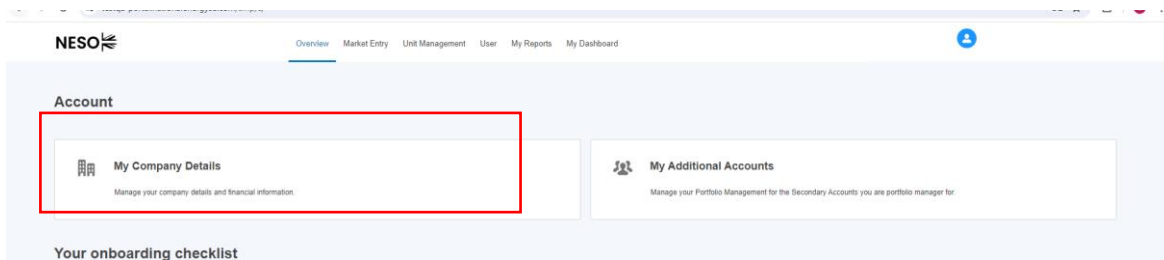 NESO
Overview Market Entry Unit Management User My Reports My Dashboard
Account
My Company Details
Manage your company details and financial information.
My Additional Accounts
Manage your Portfolio Management for the Secondary Accounts you are portfolio manager for.
Your onboarding checklist